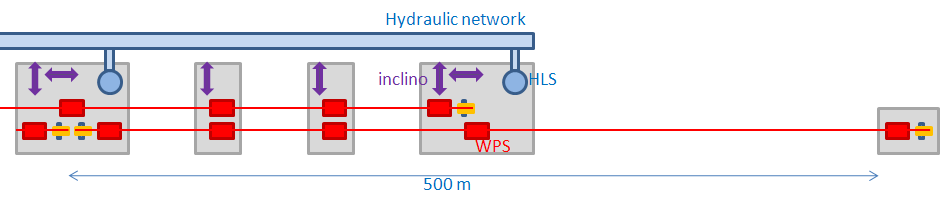 Hydraulic network
inclino
HLS
WPS
500 m